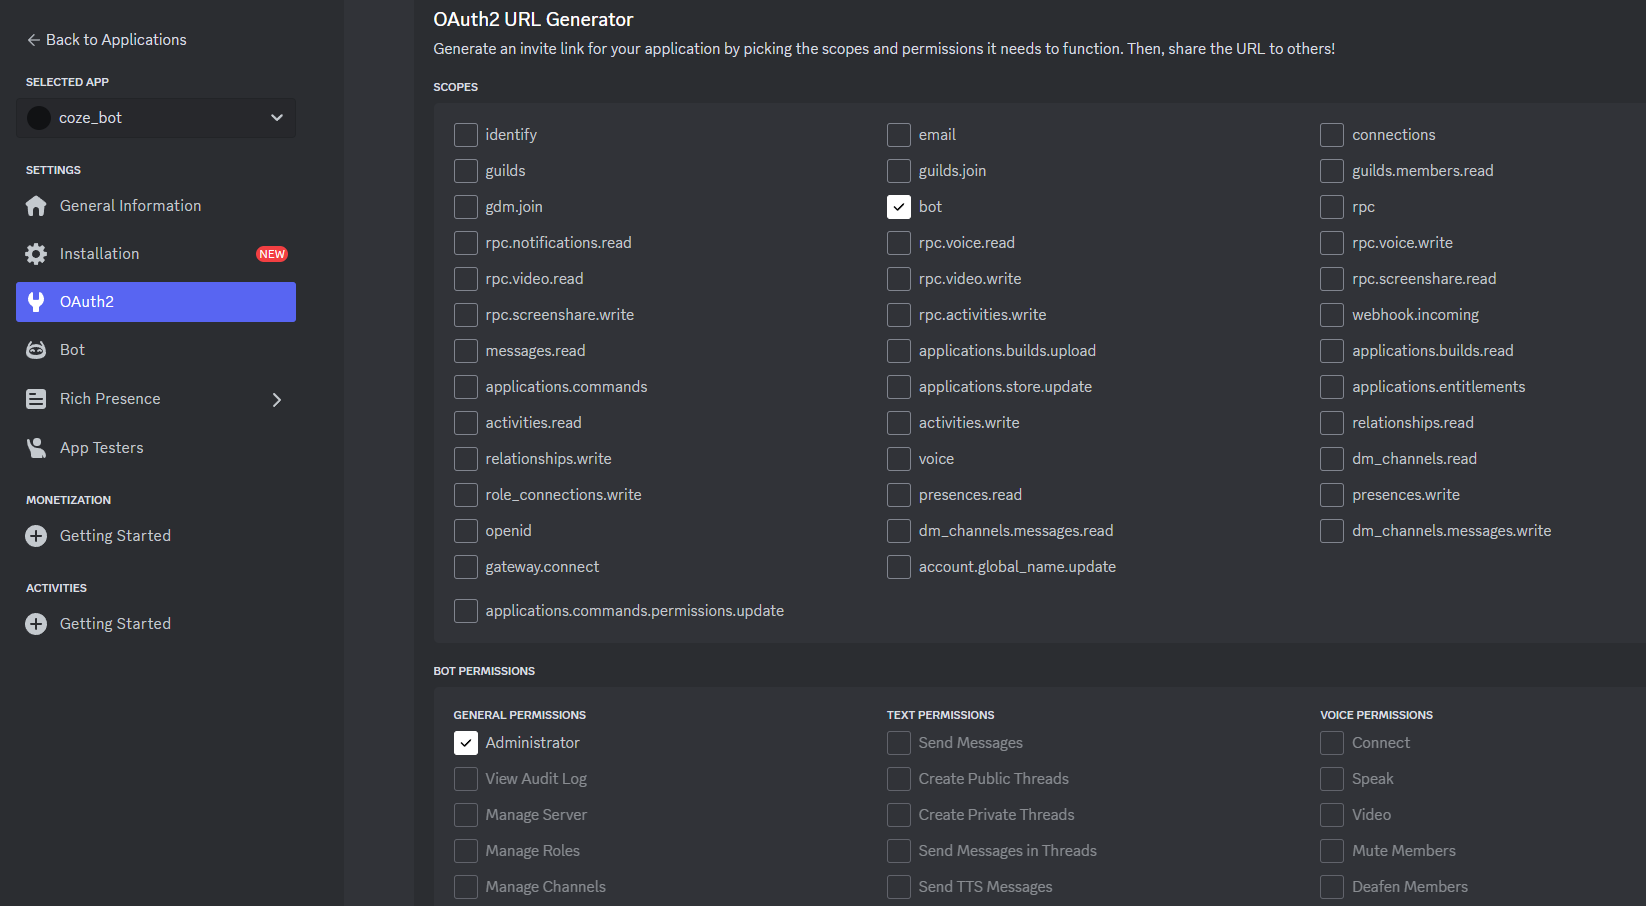 Back to Applications
SELECTED APP
coze_bot
SETTINGS
General Information
Installation NEW
OAuth2
Bot
Rich Presence
App Testers
MONETIZATION
Getting Started
ACTIVITIES
Getting Started
OAuth2 URL Generator
Generate an invite link for your application by picking the scopes and permissions it needs to function. Then, share the URL to others!
SCOPES
identify email connections
guilds guilds.join guilds.members.read
gdm.join bot rpc
rpc.notifications.read rpc.voice.read rpc.voice.write
rpc.video.read rpc.video.write rpc.screenshare.read
rpc.screenshare.write rpc.activities.write webhook.incoming
messages.read applications.builds.upload applications.builds.read
applications.commands applications.store.update applications.entitlements
activities.read activities.write relationships.read
relationships.write voice dm_channels.read
role_connections.write presences.read presences.write
openid dm_channels.messages.read dm_channels.messages.write
gateway.connect account.global_name.update
applications.commands.permissions.update
BOT PERMISSIONS
GENERAL PERMISSIONS TEXT PERMISSIONS VOICE PERMISSIONS
Administrator Send Messages Connect
View Audit Log Create Public Threads Speak
Manage Server Create Private Threads Video
Manage Roles Send Messages in Threads Mute Members
Manage Channels Send TTS Messages Deafen Members